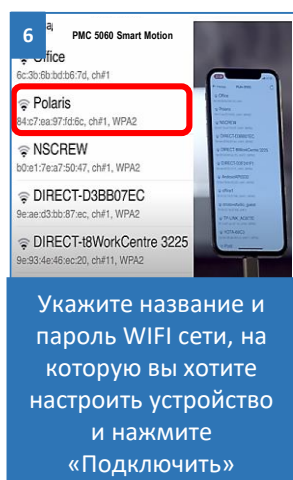 6
PMC 5060 Smart Motion
Office
6c:3b:6b:bd:b6:7d, ch#1
Polaris
84:c7:ea:97:fd:6c, ch#1, WPA2
NSCREW
b0:e1:7e:a7:50:47, ch#1, WPA2
DIRECT-D3BB07EC
9e:ae:d3:bb:87:ec, ch#1, WPA2
DIRECT-t8WorkCentre 3225
9e:93:4e:46:ec:20, ch#11, WPA2
Укажите название и
пароль WIFI сети, на
которую вы хотите
настроить устройство
и нажмите
«Подключить»